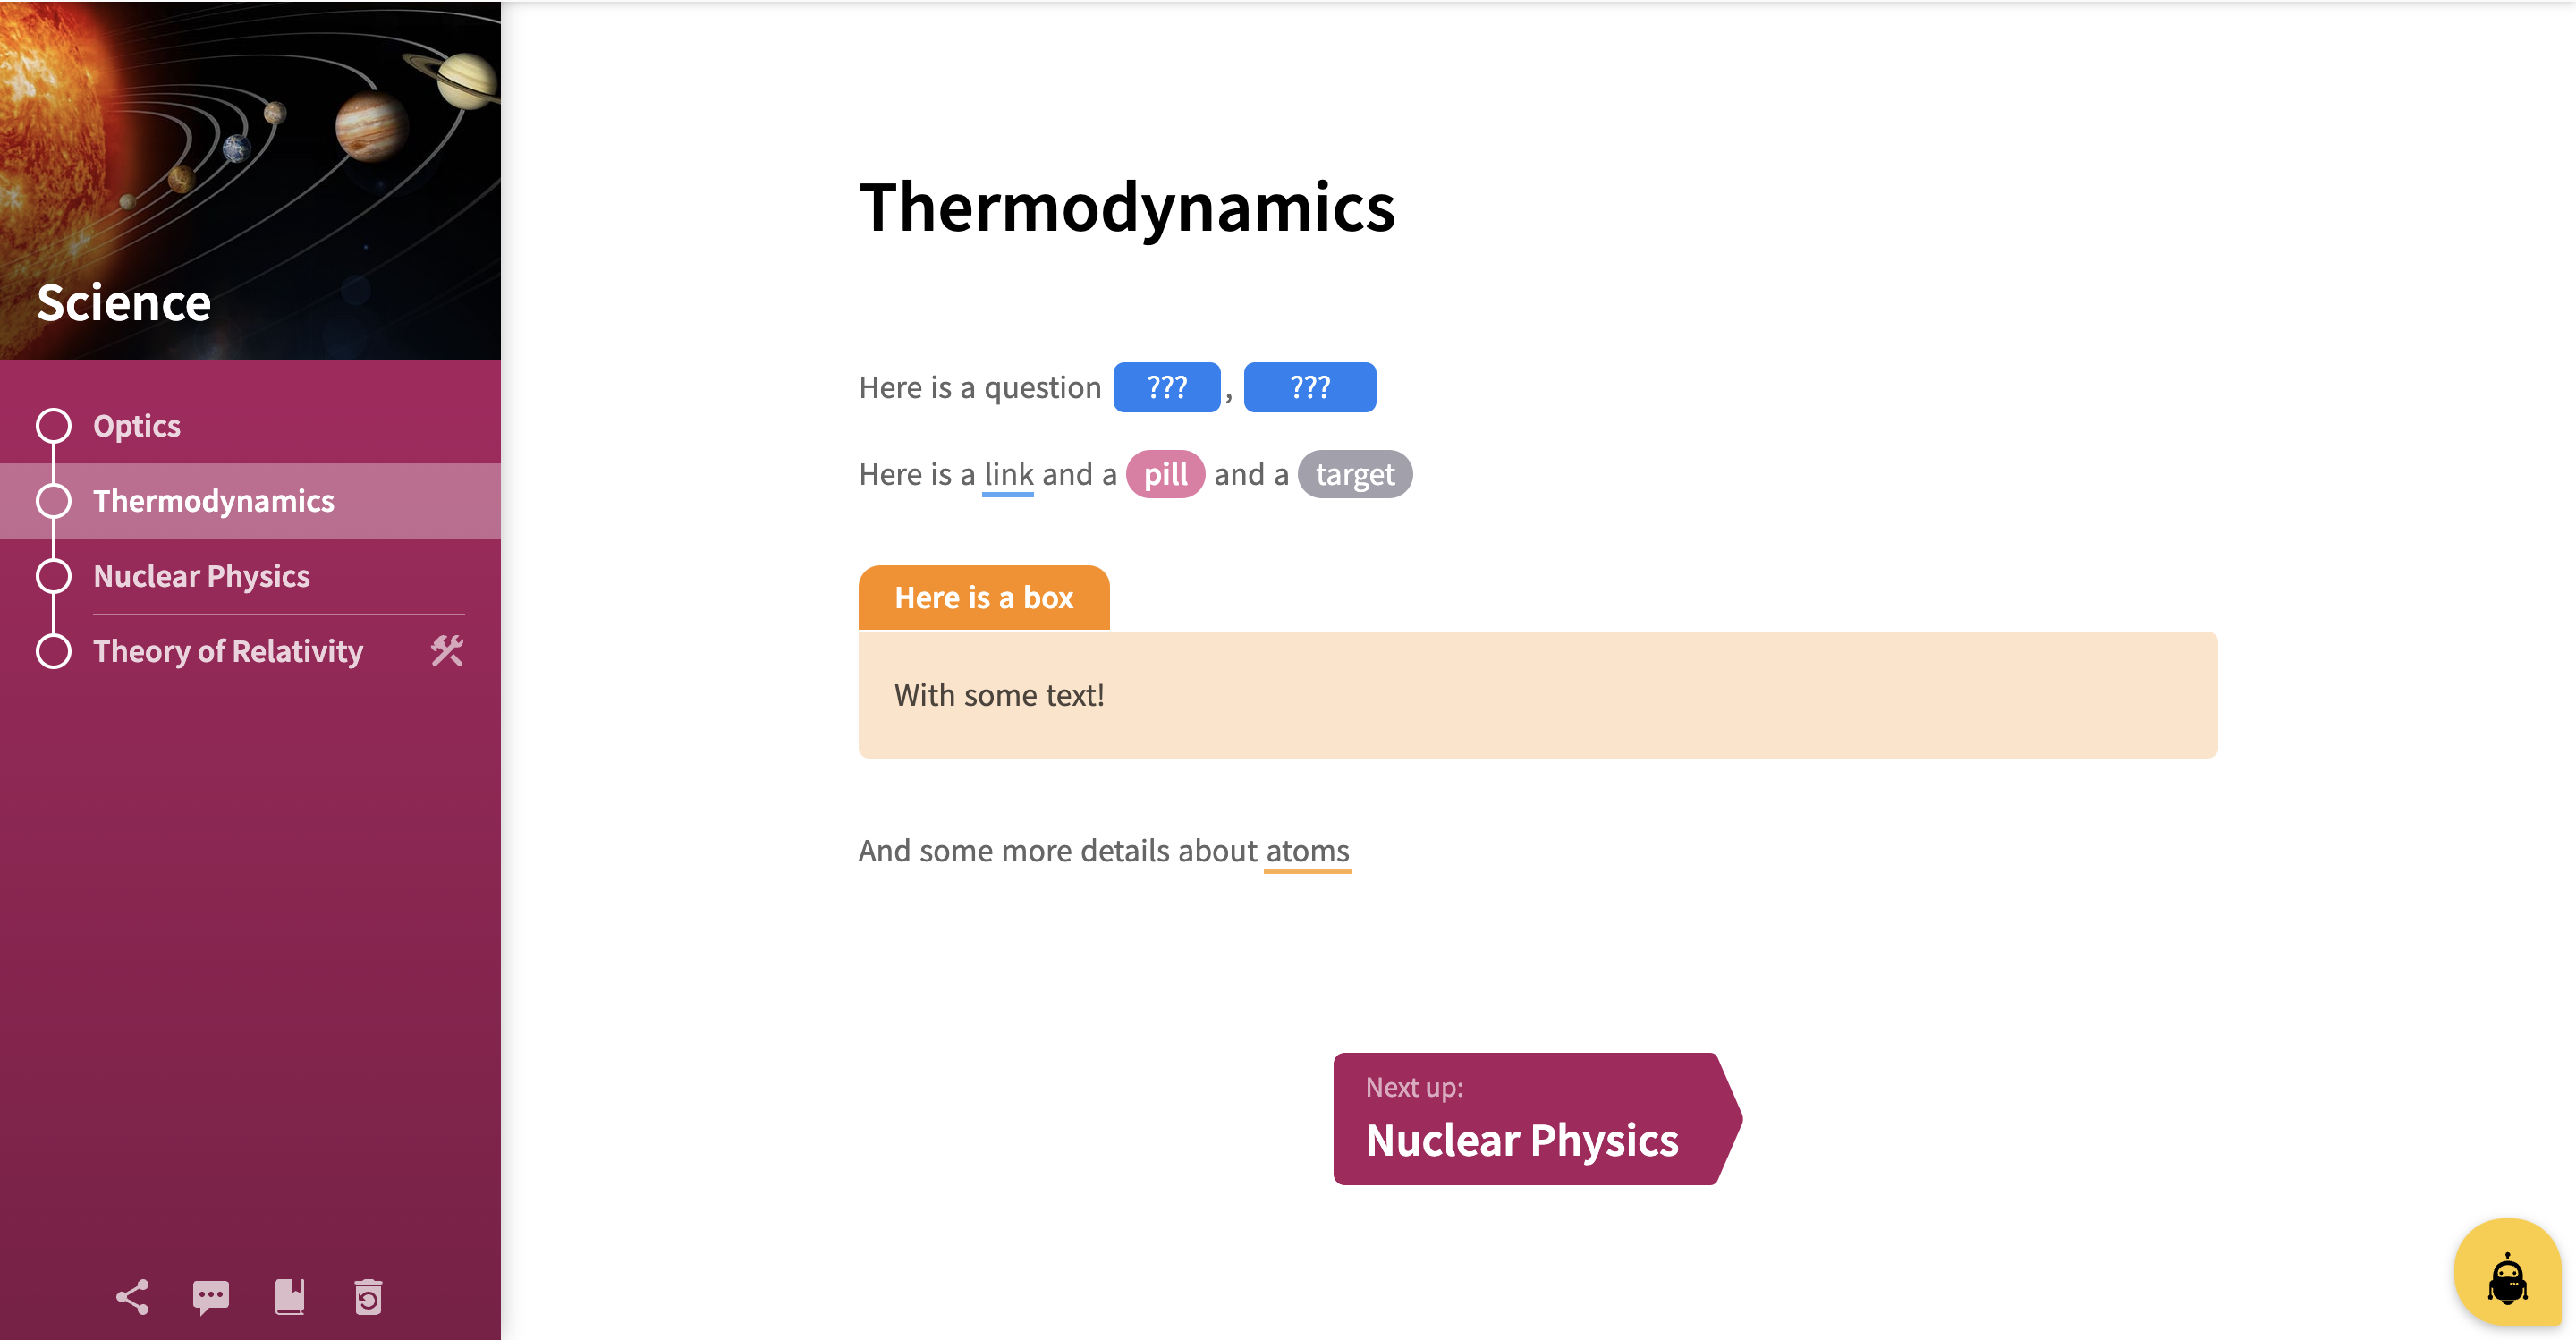 Science
Optics
Thermodynamics
Nuclear Physics
Theory of Relativity
Thermodynamics
Here is a question ??? , ???
Here is a link and a pill and a target
Here is a box
With some text!
And some more details about atoms
Next up:
Nuclear Physics